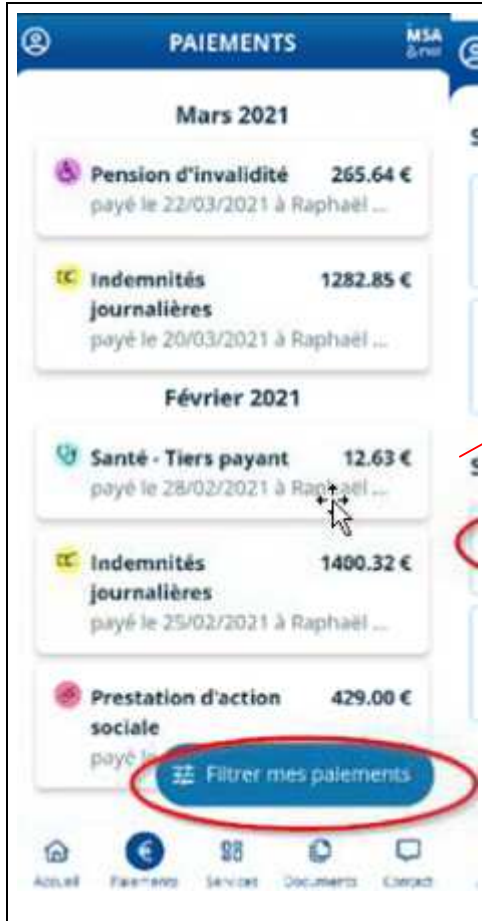 PAIEMENTS
MSA
& moi
Mars 2021
Pension d'invalidité 265.64 €
payé le 22/03/2021 à Raphaël ...
Indemnités 1282.85 €
journalières
payé le 20/03/2021 à Raphaël ...
Février 2021
Santé - Tiers payant 12.63 €
payé le 28/02/2021 à Raphaël ...
Indemnités 1400.32 €
journalières
payé le 25/02/2021 à Raphaël ...
Prestation d'action 429.00 €
sociale
payé
Filtrer mes paiements
Accueil Paiements Services Documents Contact